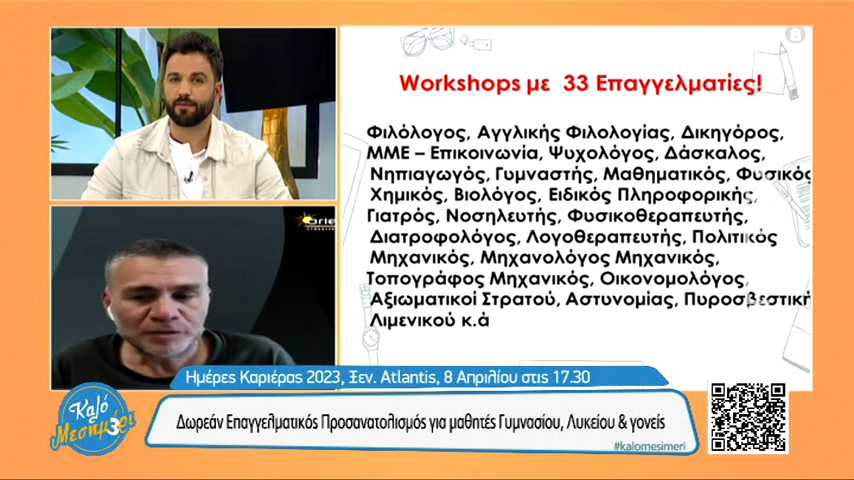 Workshops με 33 Επαγγελματίες!
Φιλόλογος, Αγγλικής Φιλολογίας, Δικηγόρος,
ΜΜΕ – Επικοινωνία, Ψυχολόγος, Δάσκαλος,
Νηπιαγωγός, Γυμναστής, Μαθηματικός, Φυσικός
Χημικός, Βιολόγος, Ειδικός Πληροφορικής,
Γιατρός, Νοσηλευτής, Φυσικοθεραπευτής,
Διατροφολόγος, Λογοθεραπευτής, Πολιτικός
Μηχανικός, Μηχανολόγος Μηχανικός,
Τοπογράφος Μηχανικός, Οικονομολόγος,
Αξιωματικοί Στρατού, Αστυνομίας, Πυροσβεστική
Λιμενικού κ.ά
Orie
Ημέρες Καριέρας 2023, Ξεν. Atlantis, 8 Απριλίου στις 17.30
Δωρεάν Επαγγελματικός Προσανατολισμός για μαθητές Γυμνασίου, Λυκείου & γονείς
#kalomesimeri
Καλό
Μεσημ3ρι